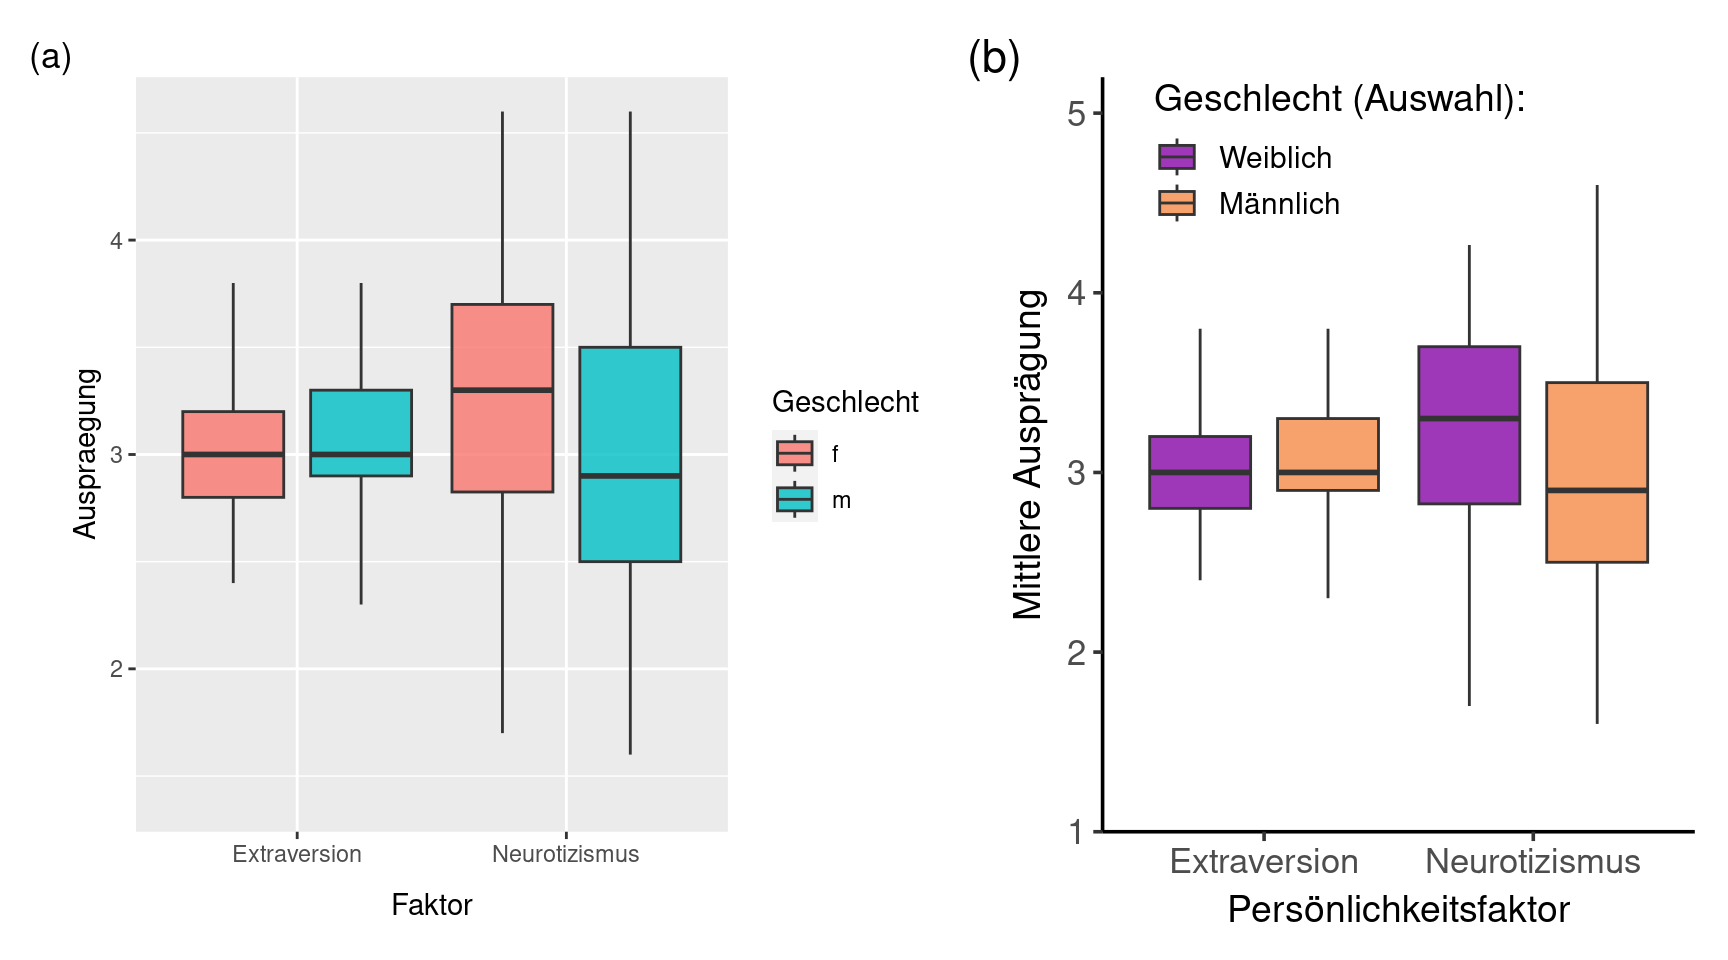 (a)
4
3
2
Auspraegung
Extraversion
Neurotizismus
Faktor
Geschlecht
f
m
(b)
Geschlecht (Auswahl):
Weiblich
Männlich
5
4
3
2
1
Mittlere Ausprägung
Extraversion
Neurotizismus
Persönlichkeitsfaktor